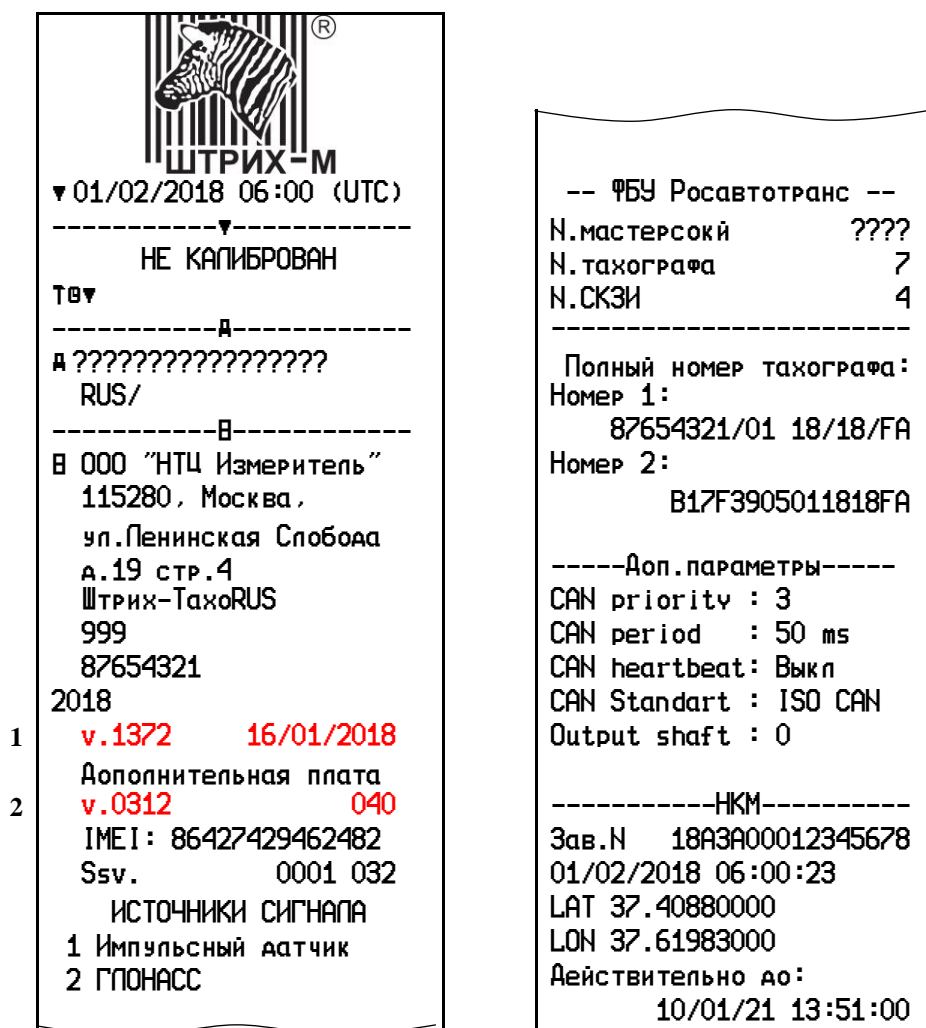 ®
ШТРИХ-М
▼01/02/2018 06:00 (UTC)
-----------▼------------
НЕ КАЛИБРОВАН
T▼
-----------Д------------
Д ?????????????????
RUS/
------------------------
ООО "НТЦ Измеритель"
115280, Москва,
ул.Ленинская Слобода
д.19 стр.4
Штрих-ТахоRUS
999
87654321
2018
1 v.1372 16/01/2018
Дополнительная плата
2 v.0312 040
IMEI: 86427429462482
Ssv. 0001 032
ИСТОЧНИКИ СИГНАЛА
1 Импульсный датчик
2 ГЛОНАСС
-- ФБУ Росавтотранс --
N.мастерсокй ????
N.тахографа 7
N.СКЗИ 4
------------------------
Полный номер тахографа:
Номер 1:
87654321/01 18/18/FA
Номер 2:
B17F3905011818FA
-----Доп.параметры-----
CAN priority : 3
CAN period : 50 ms
CAN heartbeat: Выкл
CAN Standart : ISO CAN
Output shaft : 0
-----------НКМ----------
Зав.N 18A3A00012345678
01/02/2018 06:00:23
LAT 37.40880000
LON 37.61983000
Действительно до:
10/01/21 13:51:00